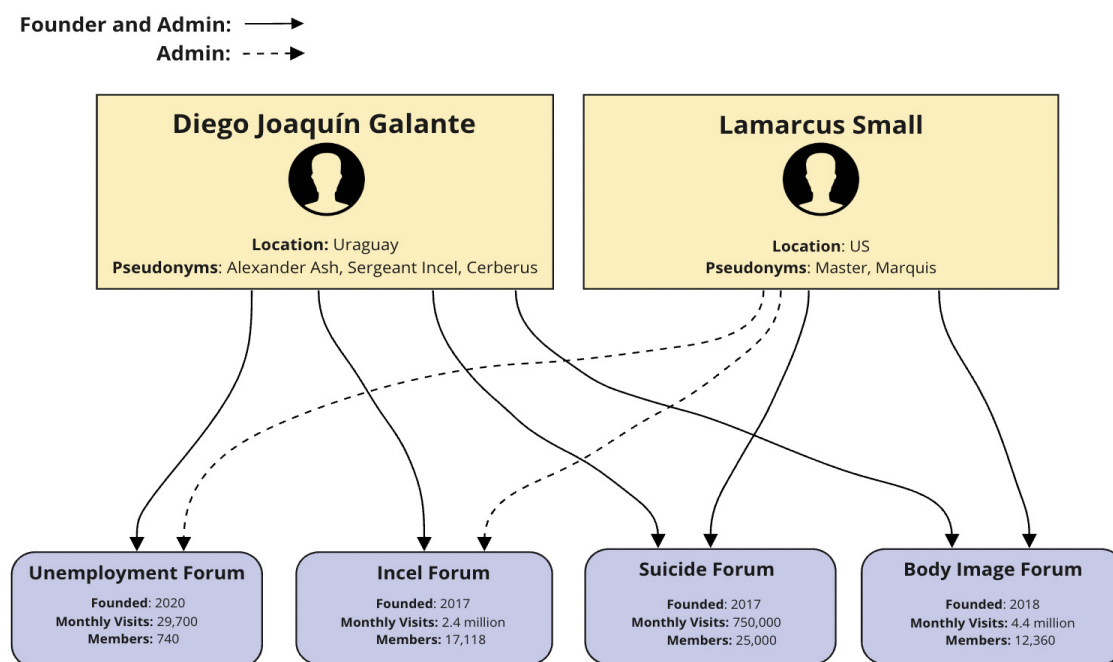 Founder and Admin:
Admin:
Diego Joaquín Galante
Location: Uraguay
Pseudonyms: Alexander Ash, Sergeant Incel, Cerberus
Lamarcus Small
Location: US
Pseudonyms: Master, Marquis
Unemployment Forum
Founded: 2020
Monthly Visits: 29,700
Members: 740
Incel Forum
Founded: 2017
Monthly Visits: 2.4 million
Members: 17,118
Suicide Forum
Founded: 2017
Monthly Visits: 750,000
Members: 25,000
Body Image Forum
Founded: 2018
Monthly Visits: 4.4 million
Members: 12,360